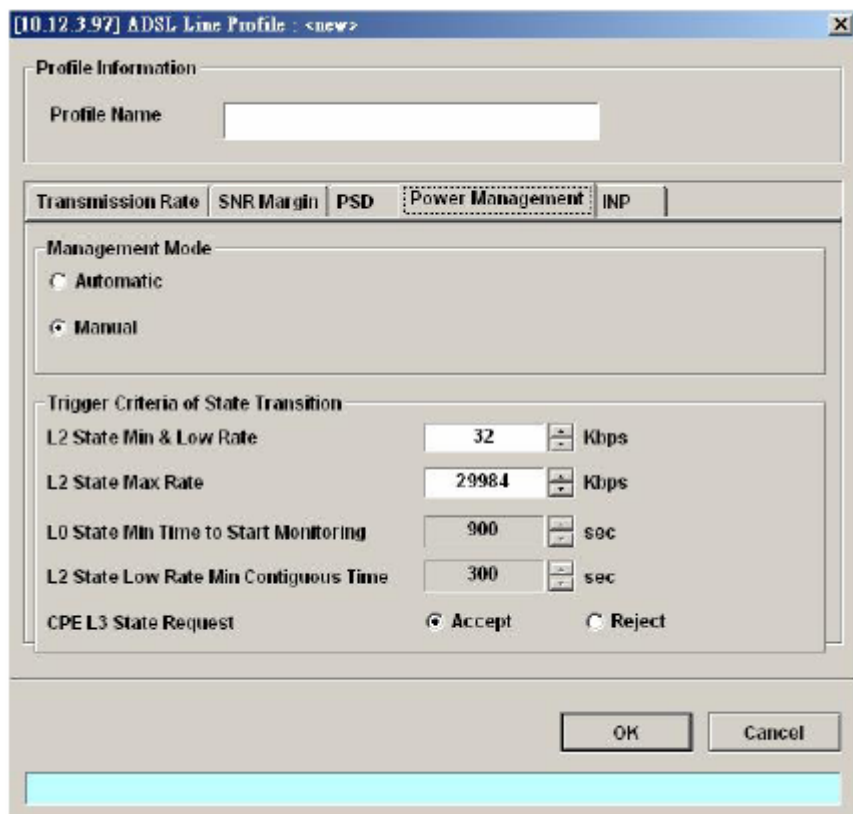 [10.12.3.97] ADSL Line Profile : <new>
Profile Information
Profile Name
Transmission Rate SNR Margin PSD Power Management INP
Management Mode
Automatic
Manual
Trigger Criteria of State Transition
L2 State Min & Low Rate 32 Kbps
L2 State Max Rate 29984 Kbps
L0 State Min Time to Start Monitoring 900 sec
L2 State Low Rate Min Contiguous Time 300 sec
CPE L3 State Request Accept Reject
OK Cancel